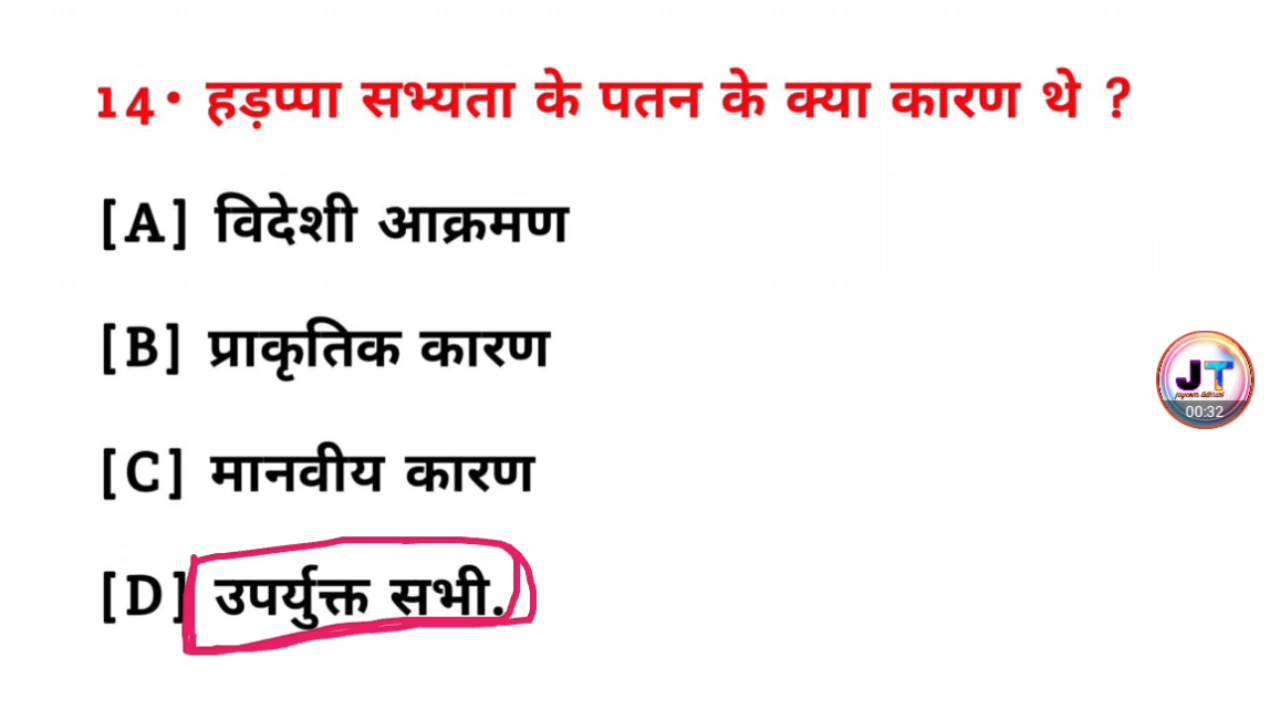 14• हड़प्पा सभ्यता के पतन के क्या कारण थे ?
[A] विदेशी आक्रमण
[B] प्राकृतिक कारण
[C] मानवीय कारण
[D] उपर्युक्त सभी.
JT
00:32